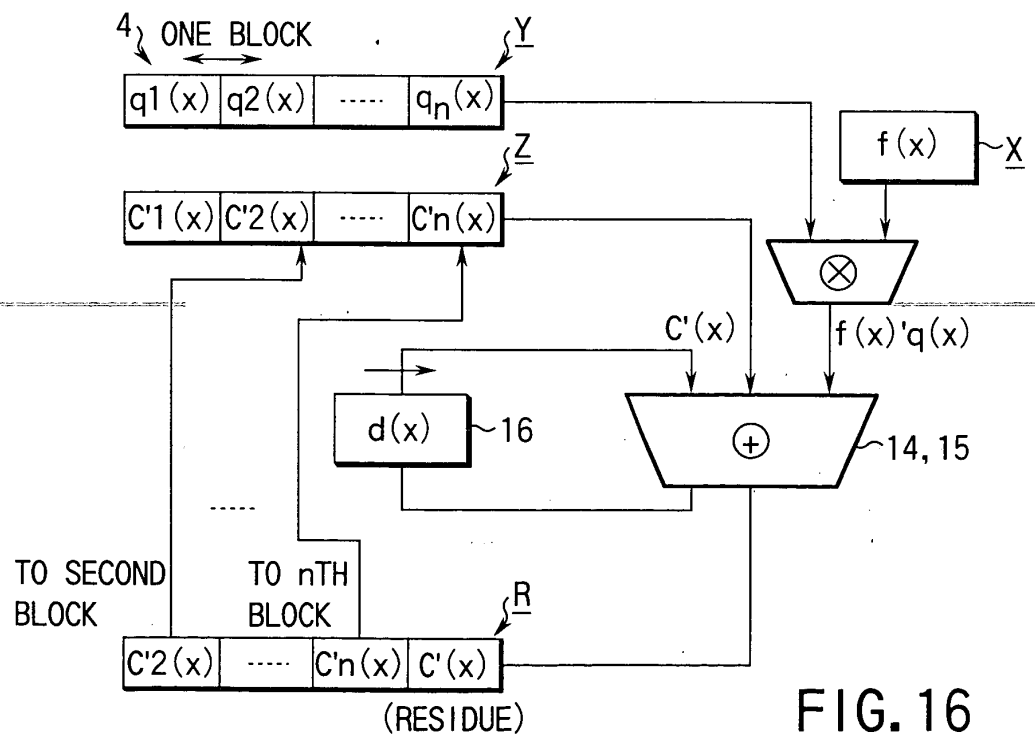 4 ONE BLOCK Y
q1(x) q2(x) ----- qn(x)
f(x) X
Z
C'1(x) C'2(x) ----- C'n(x)
⊗
C'(x) f(x)'q(x)
d(x) 16
⊕ 14, 15
-----
TO SECOND BLOCK
TO nTH BLOCK
R
C'2(x) ----- C'n(x) C'(x)
(RESIDUE)
FIG. 16